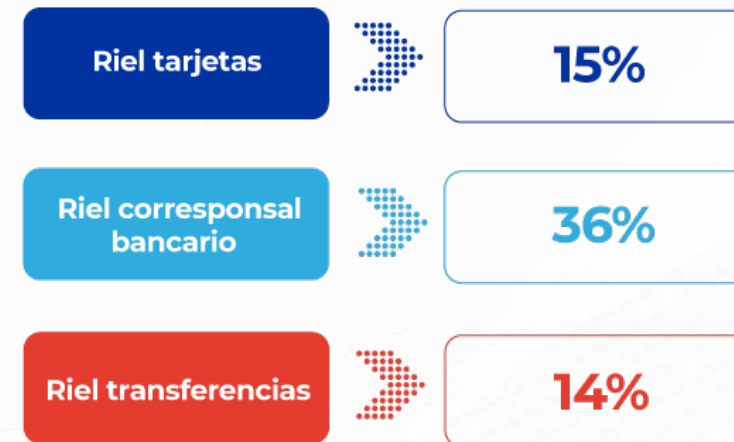 Riel tarjetas
15%
Riel corresponsal
bancario
36%
Riel transferencias
14%